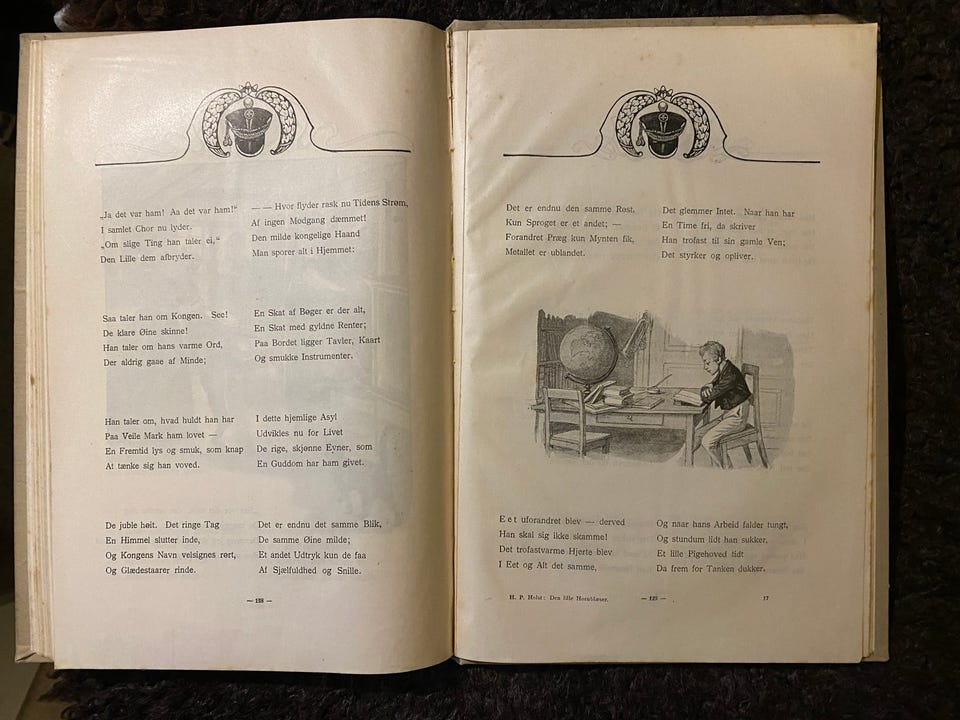 „Ja det var ham! Aa det var ham!“
I samlet Chor nu lyder.
„Om slige Ting han taler ei,“
Den Lille dem afbryder.
Saa taler han om Kongen. See!
De klare Øine skinne!
Han taler om hans varme Ord,
Der aldrig gaae af Minde;
Han taler om, hvad huldt han har
Paa Veile Mark ham lovet —
En Fremtid lys og smuk, som knap
At tænke sig han voved.
De juble høit. Det ringe Tag
En Himmel slutter inde,
Og Kongens Navn velsignes rørt,
Og Glædestaarer rinde.
— — Hvor flyder rask nu Tidens Strøm,
Af ingen Modgang dæmmet!
Den milde kongelige Haand
Man sporer alt i Hjemmet:
En Skat af Bøger er der alt,
En Skat med gyldne Renter;
Paa Bordet ligger Tavler, Kaart
Og smukke Instrumenter.
I dette hjemlige Asyl
Udvikles nu for Livet
De rige, skjønne Evner, som
En Guddom har ham givet.
Det er endnu det samme Blik,
De samme Øine milde;
Et andet Udtryk kun de faa
Af Sjælfuldhed og Snille.
— 128 —
Det er endnu den samme Røst,
Kun Sproget er et andet; —
Forandret Præg kun Mynten fik,
Metallet er ublandet.
Det glemmer Intet. Naar han har
En Time fri, da skriver
Han trofast til sin gamle Ven;
Det styrker og opliver.
Eet uforandret blev — derved
Han skal sig ikke skamme!
Det trofastvarme Hjerte blev
I Eet og Alt det samme,
Og naar hans Arbeid falder tungt,
Og stundum lidt han sukker,
Et lille Pigehoved tidt
Da frem for Tanken dukker.
H. P. Holst: Den lille Hornblæser.
— 129 —
17